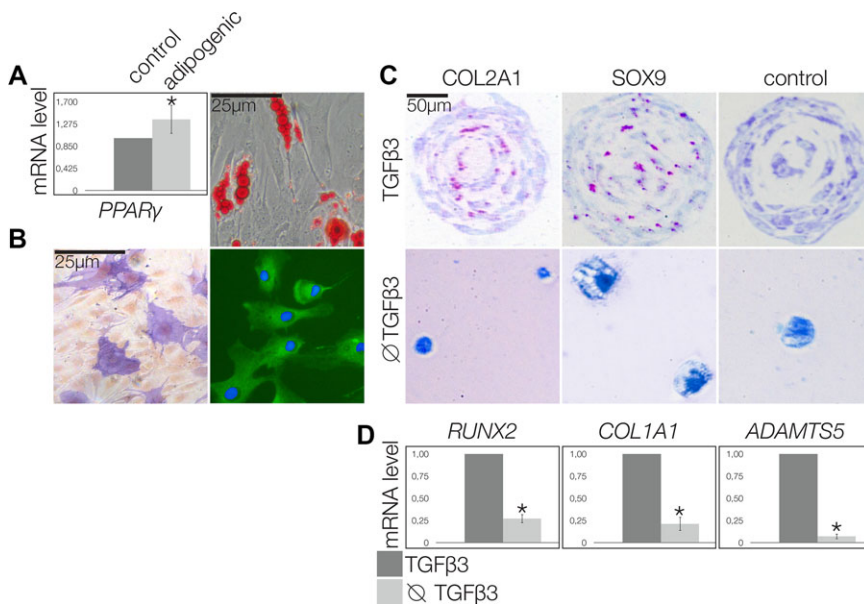 A
control
adipogenic
mRNA level
1,700
1,275
0,850
0,425
0
*
PPARγ
25µm
B
25µm
C
COL2A1
SOX9
control
50µm
TGFβ3
∅ TGFβ3
D
RUNX2
COL1A1
ADAMTS5
mRNA level
1,00
0,75
0,50
0,25
0
*
1,00
0,75
0,50
0,25
0
*
1,00
0,75
0,50
0,25
0
*
TGFβ3
∅ TGFβ3